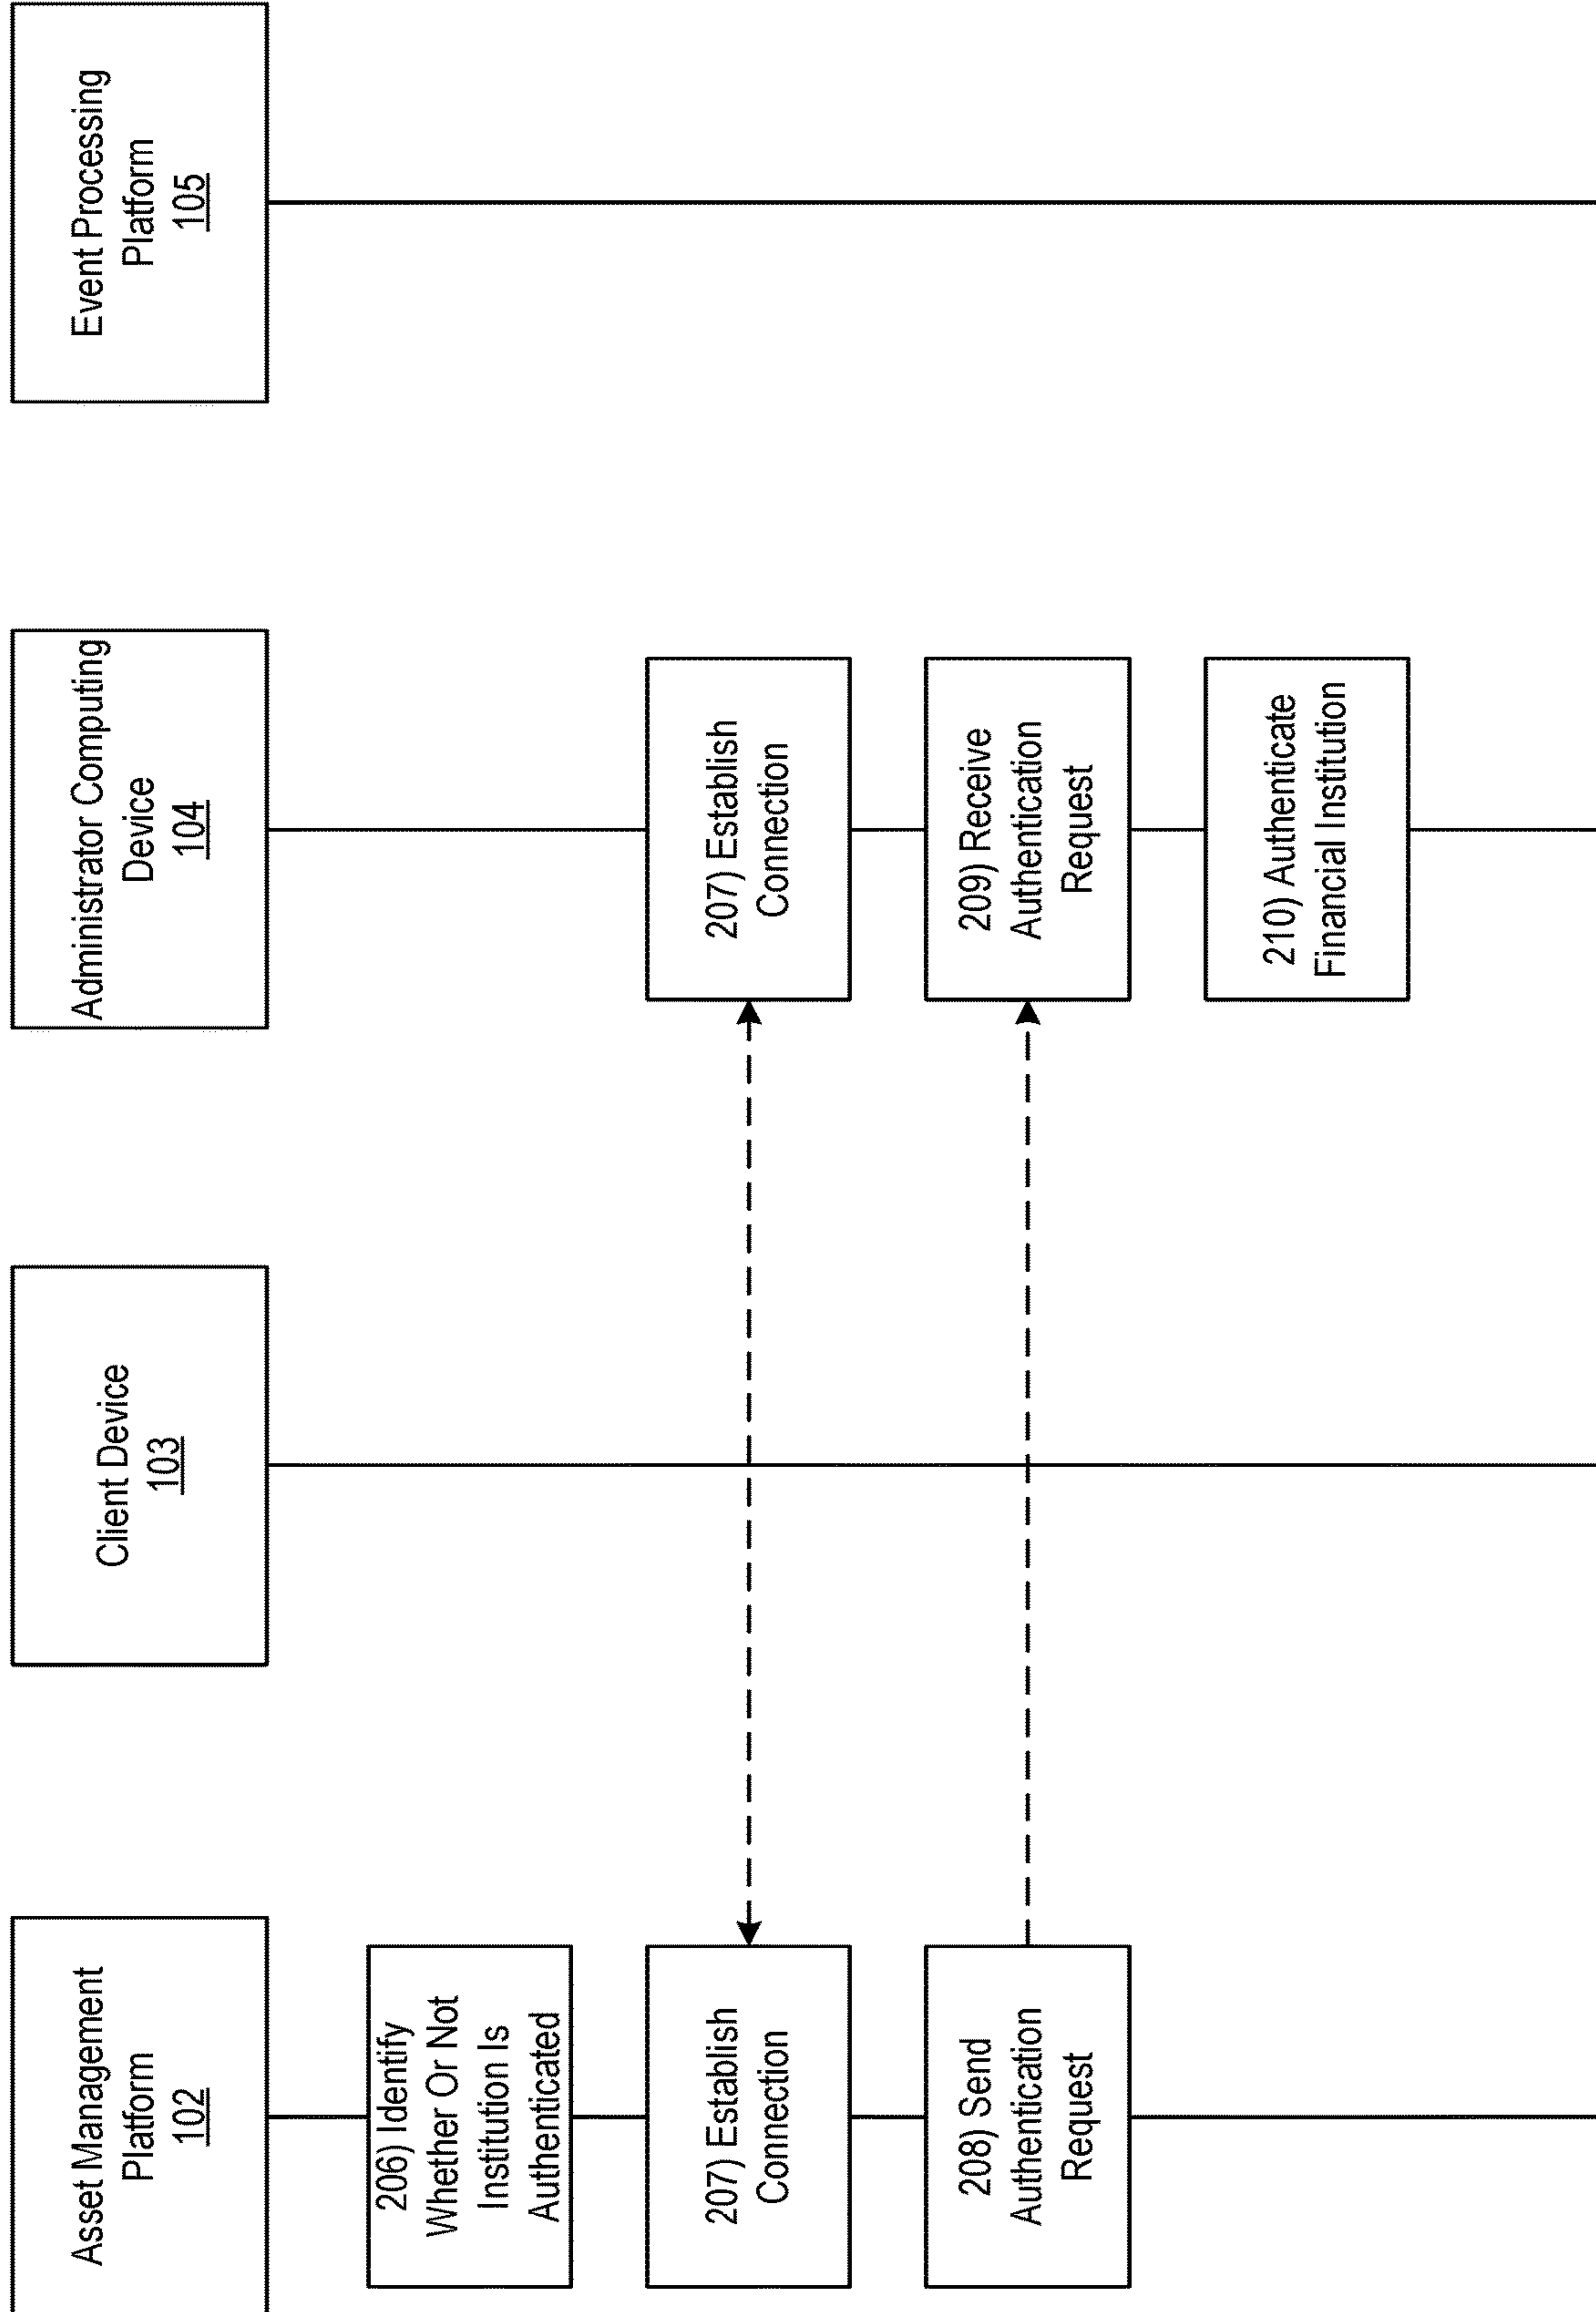 Asset Management
Platform
102
Client Device
103
Administrator Computing
Device
104
Event Processing
Platform
105
206) Identify
Whether Or Not
Institution Is
Authenticated
207) Establish
Connection
207) Establish
Connection
208) Send
Authentication
Request
209) Receive
Authentication
Request
210) Authenticate
Financial Institution